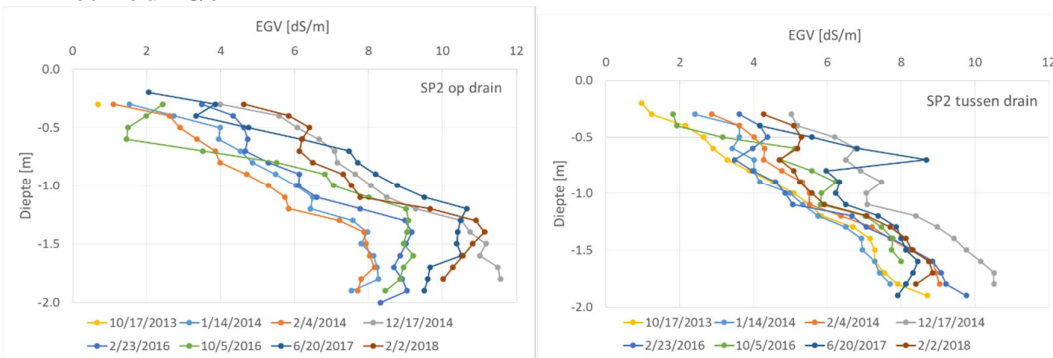 EGV [dS/m]
0 2 4 6 8 10 12
0.0
SP2 op drain
-0.5
-1.0
-1.5
-2.0
Diepte [m]
10/17/2013 1/14/2014 2/4/2014 12/17/2014
2/23/2016 10/5/2016 6/20/2017 2/2/2018
EGV [dS/m]
0 2 4 6 8 10 12
0.0
SP2 tussen drain
-0.5
-1.0
-1.5
-2.0
Diepte [m]
10/17/2013 1/14/2014 2/4/2014 12/17/2014
2/23/2016 10/5/2016 6/20/2017 2/2/2018